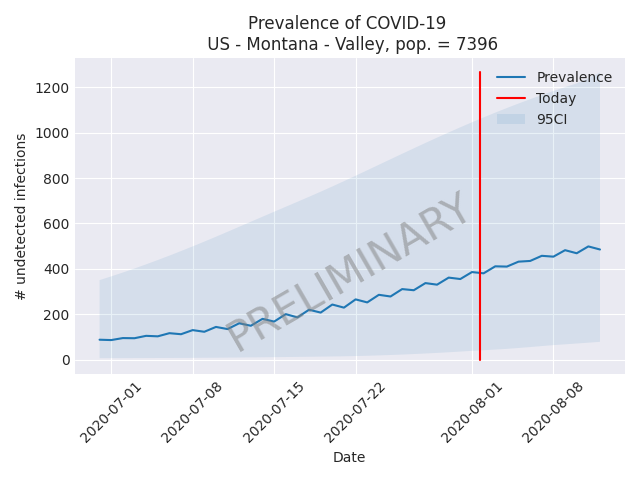 Prevalence of COVID-19
US - Montana - Valley, pop. = 7396
Prevalence
Today
95CI
1200
1000
800
600
400
200
0
# undetected infections
PRELIMINARY
2020-07-01
2020-07-08
2020-07-15
2020-07-22
2020-08-01
2020-08-08
Date